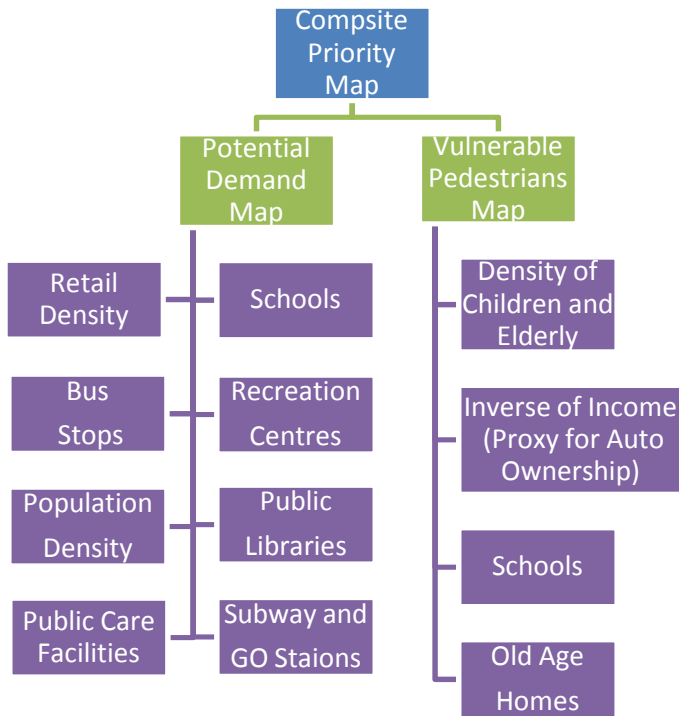 Compsite
Priority
Map
Potential
Demand
Map
Vulnerable
Pedestrians
Map
Retail
Density
Schools
Bus
Stops
Recreation
Centres
Population
Density
Public
Libraries
Public Care
Facilities
Subway and
GO Staions
Density of
Children and
Elderly
Inverse of Income
(Proxy for Auto
Ownership)
Schools
Old Age
Homes